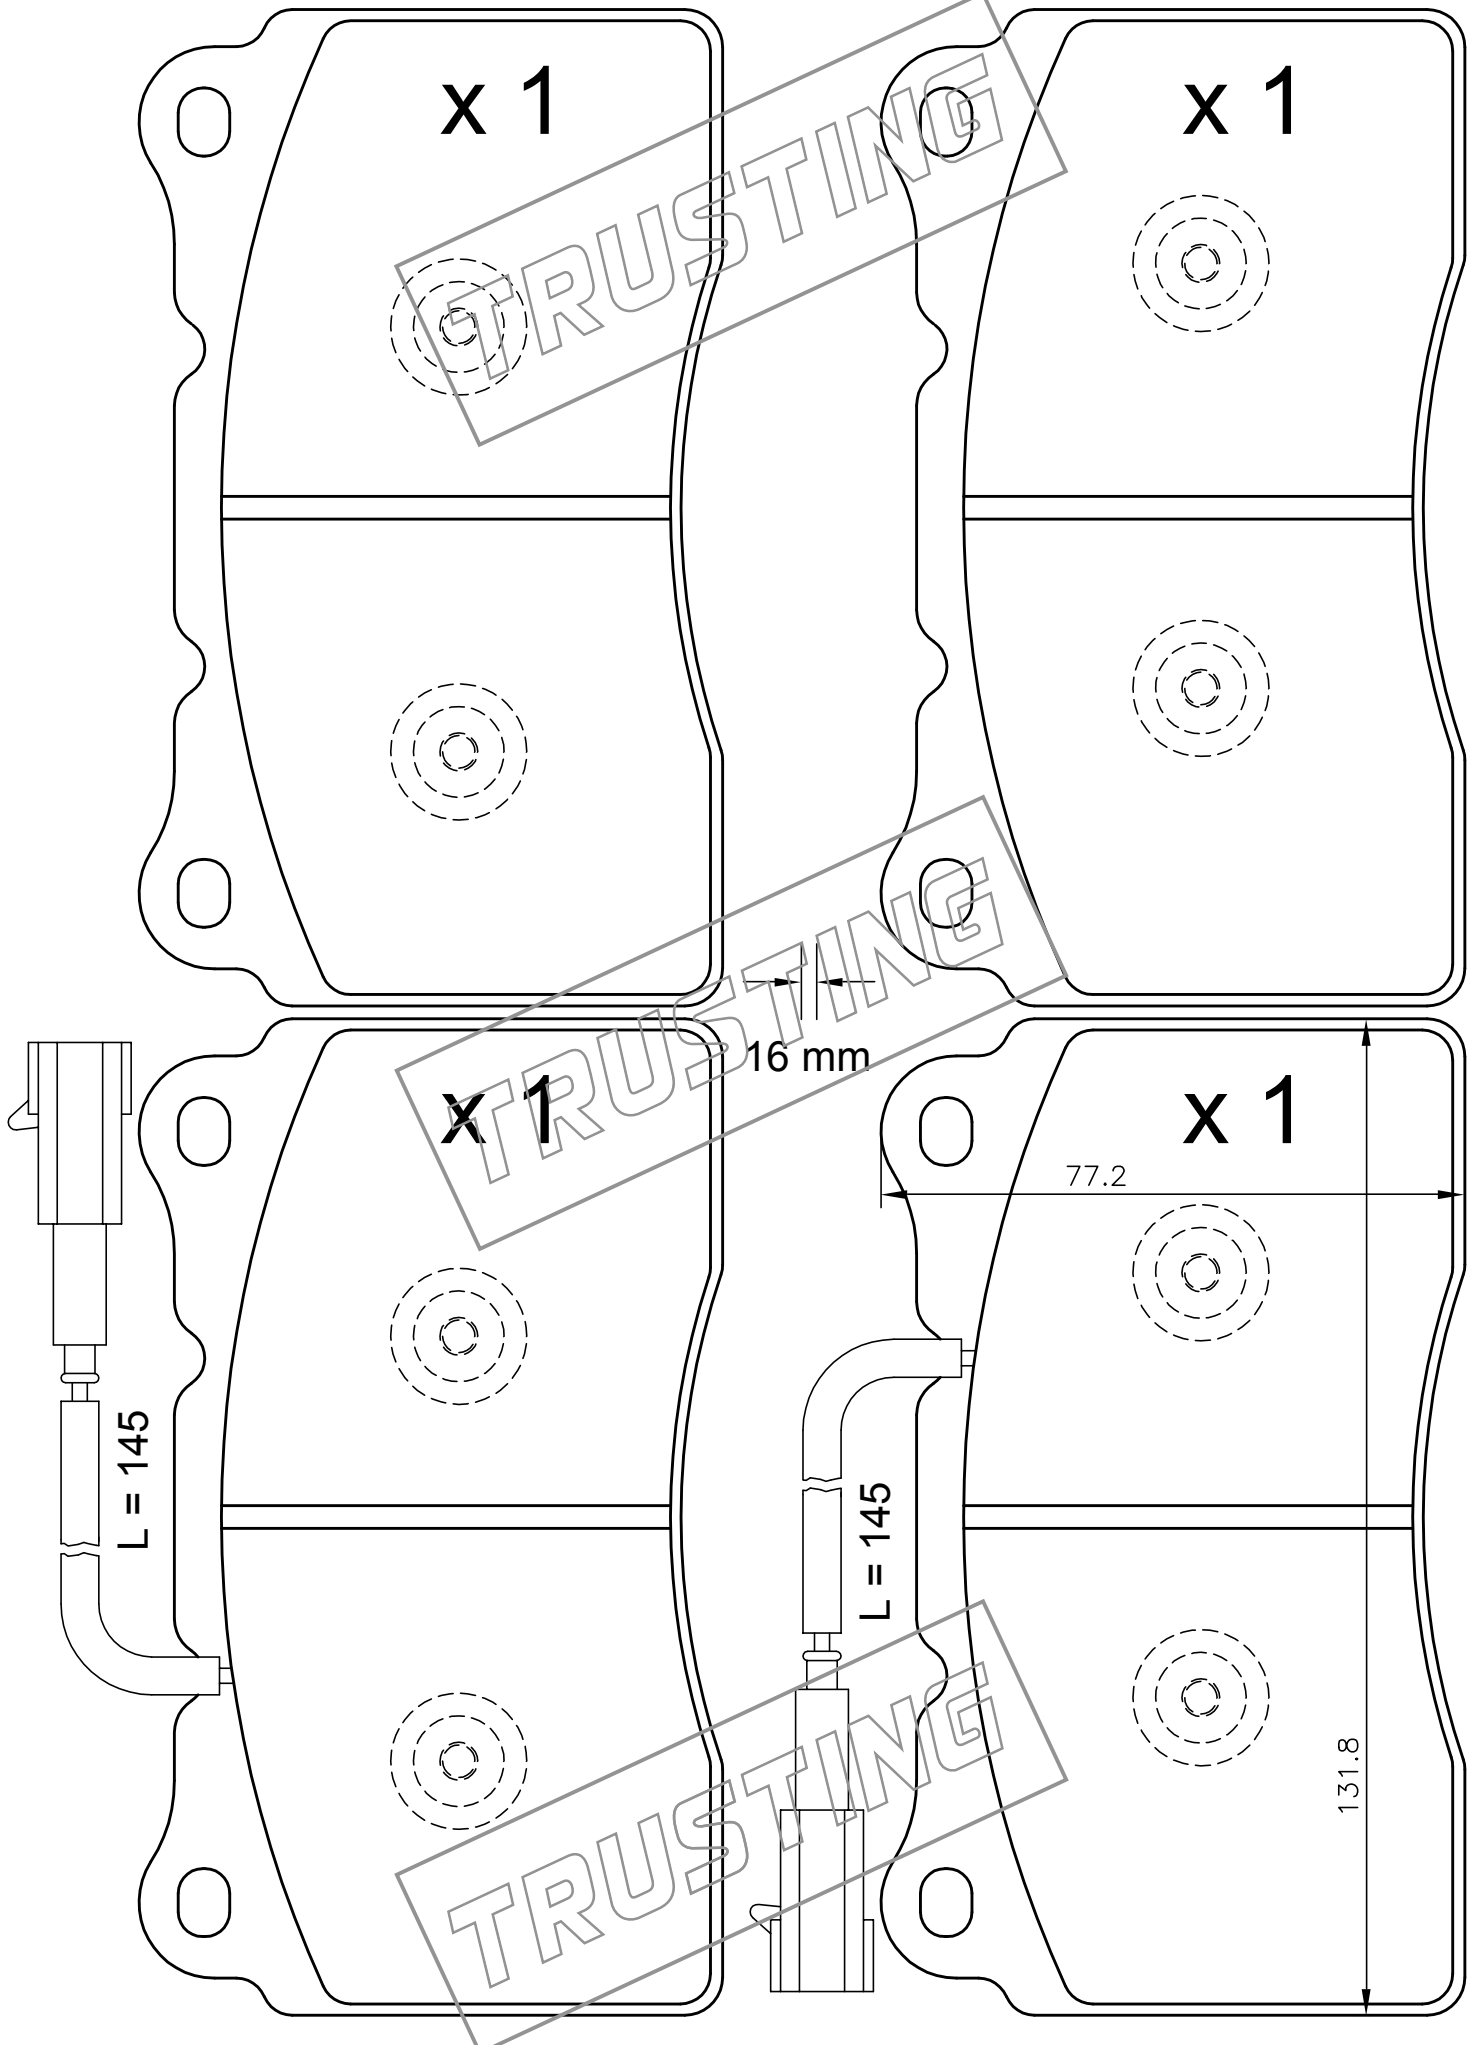 x 1
x 1
TRUSTING
TRUSTING
16 mm
x 1
x 1
77.2
L = 145
L = 145
TRUSTING
131.8